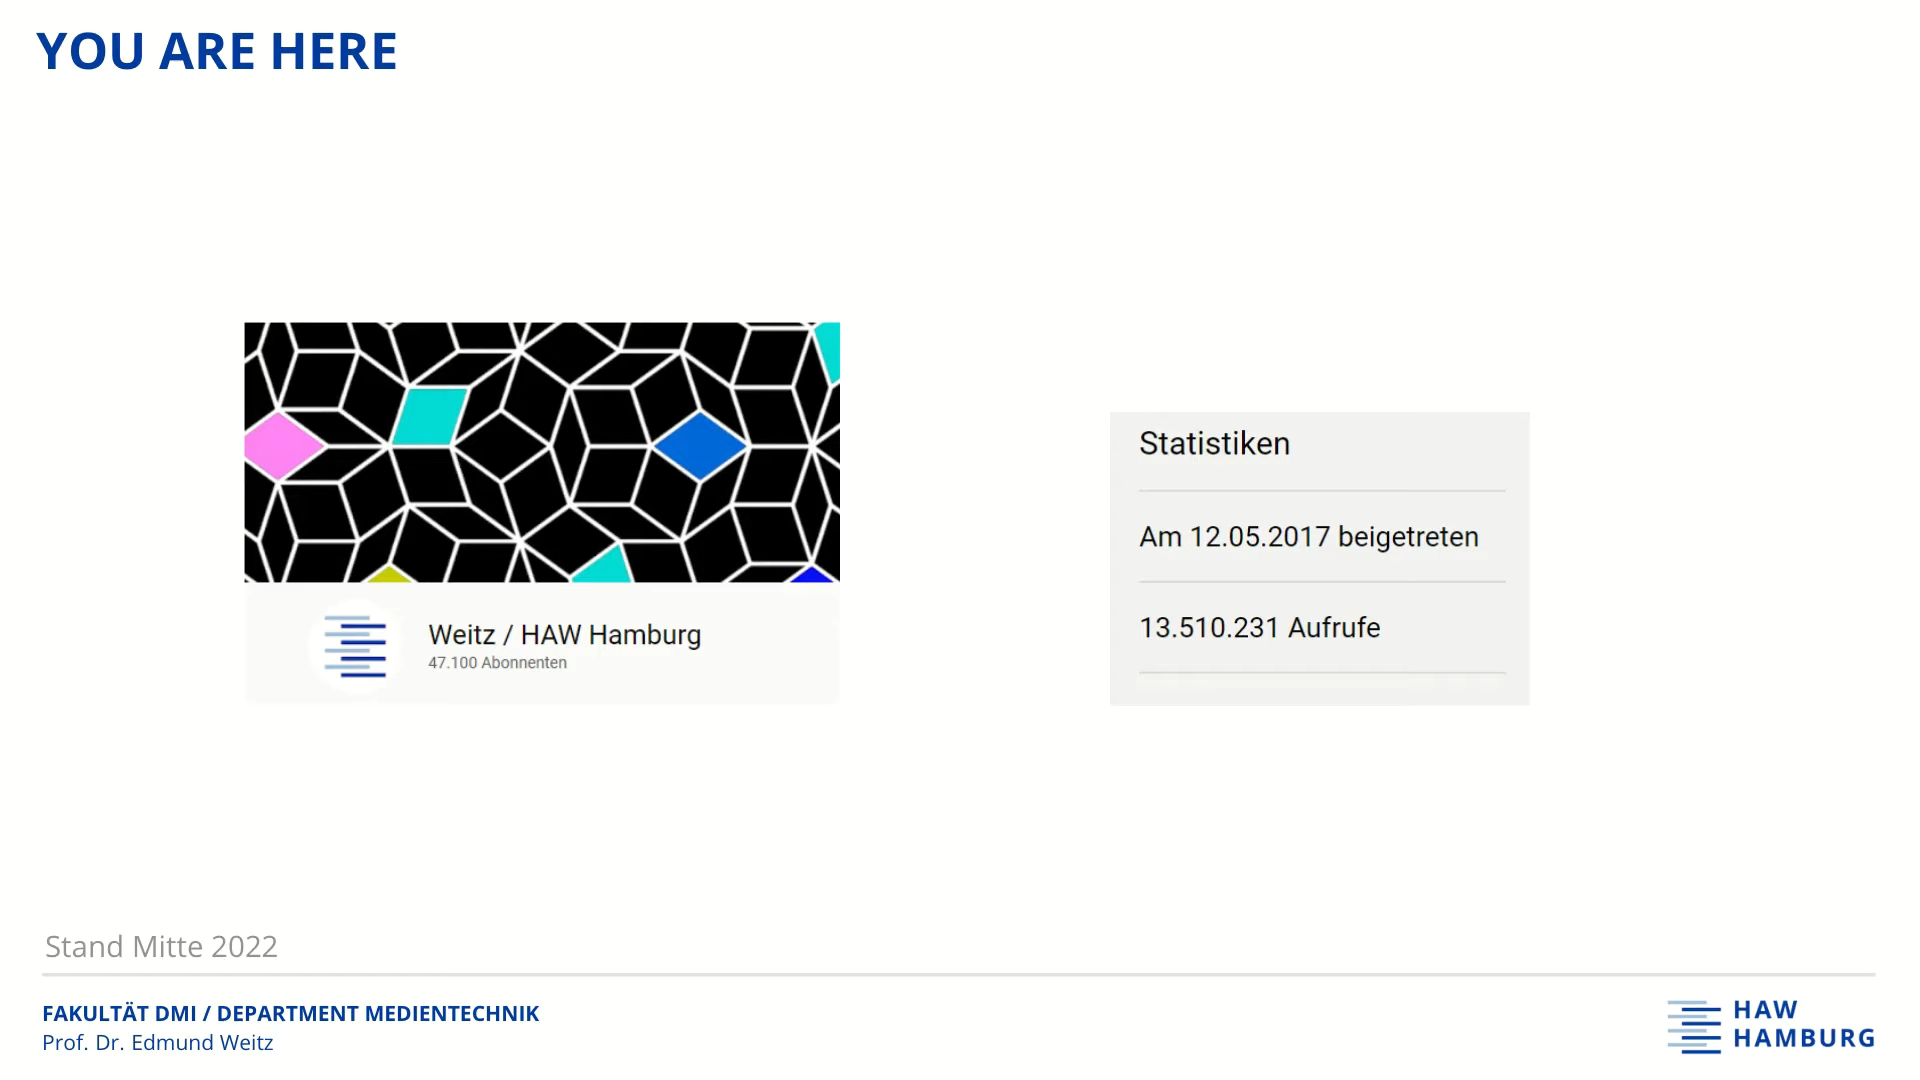 YOU ARE HERE
Weitz / HAW Hamburg
47.100 Abonnenten
Statistiken
Am 12.05.2017 beigetreten
13.510.231 Aufrufe
Stand Mitte 2022
FAKULTÄT DMI / DEPARTMENT MEDIENTECHNIK
Prof. Dr. Edmund Weitz
HAW
HAMBURG